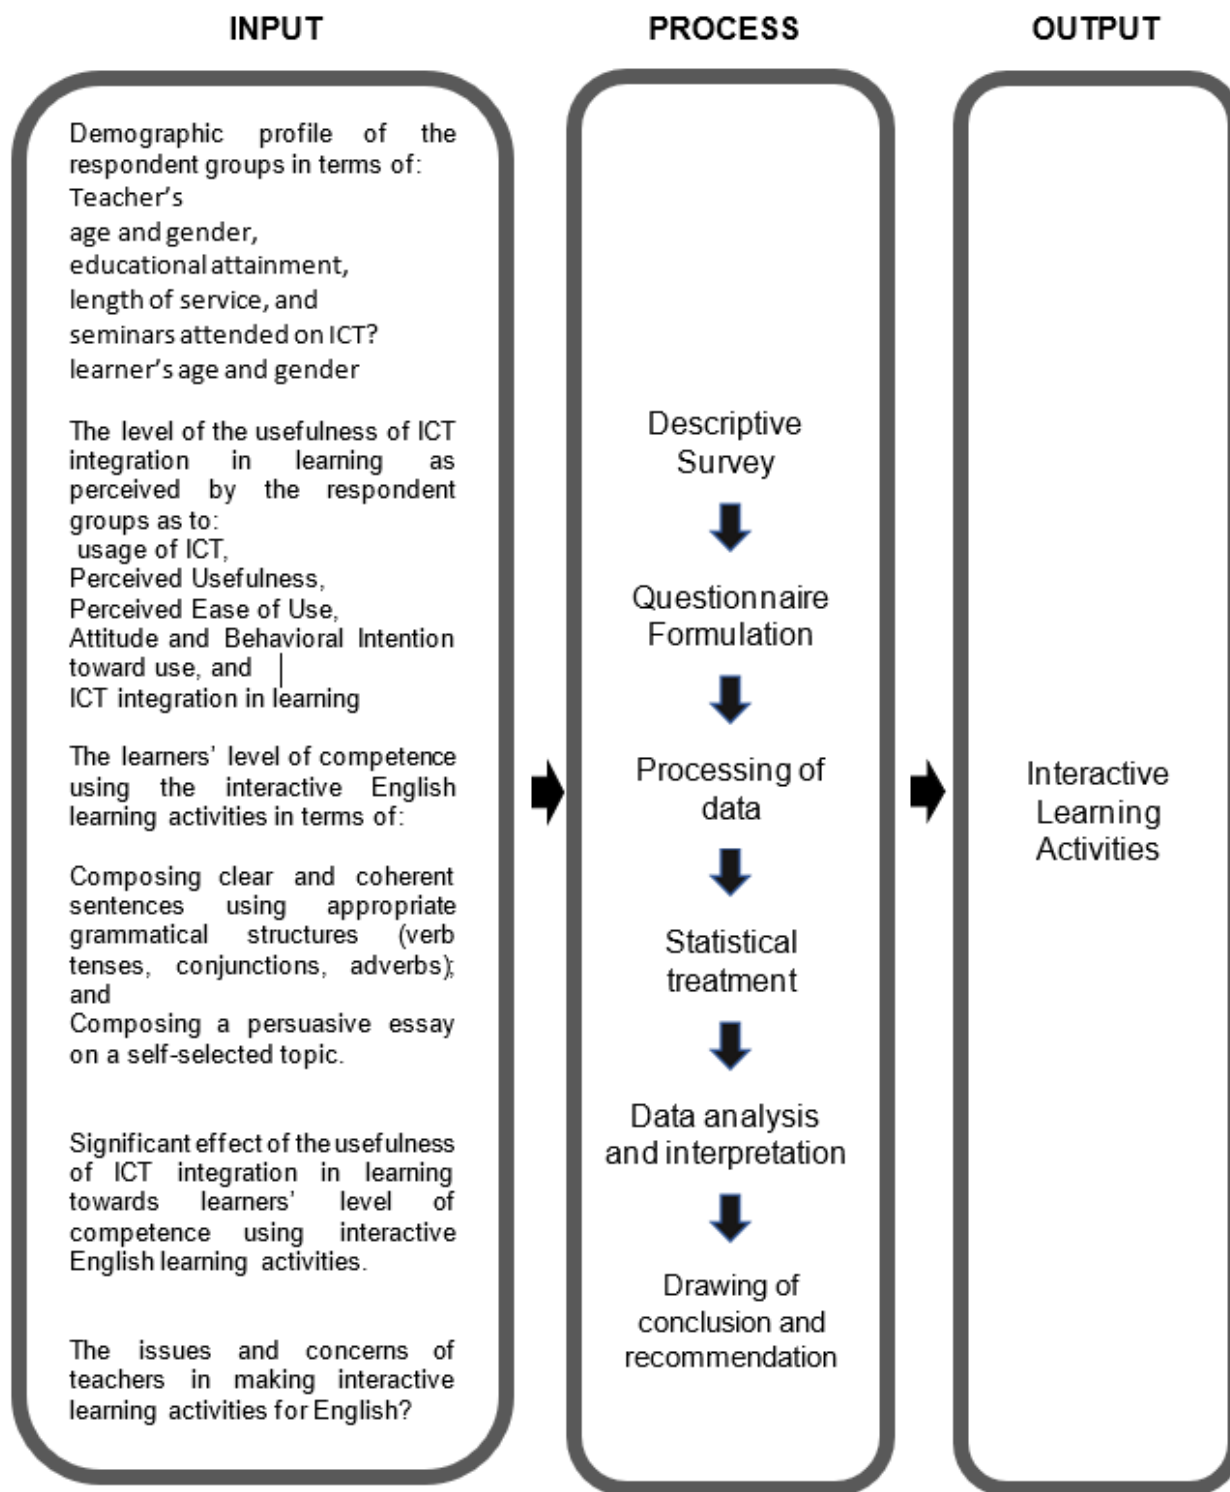 INPUT
Demographic profile of the
respondent groups in terms of:
Teacher’s
age and gender,
educational attainment,
length of service, and
seminars attended on ICT?
learner’s age and gender
The level of the usefulness of ICT
integration in learning as
perceived by the respondent
groups as to:
usage of ICT,
Perceived Usefulness,
Perceived Ease of Use,
Attitude and Behavioral Intention
toward use, and
ICT integration in learning
The learners’ level of competence
using the interactive English
learning activities in terms of:
Composing clear and coherent
sentences using appropriate
grammatical structures (verb
tenses, conjunctions, adverbs);
and
Composing a persuasive essay
on a self-selected topic.
Significant effect of the usefulness
of ICT integration in learning
towards learners’ level of
competence using interactive
English learning activities.
The issues and concerns of
teachers in making interactive
learning activities for English?
PROCESS
Descriptive
Survey
Questionnaire
Formulation
Processing of
data
Statistical
treatment
Data analysis
and interpretation
Drawing of
conclusion and
recommendation
OUTPUT
Interactive
Learning
Activities